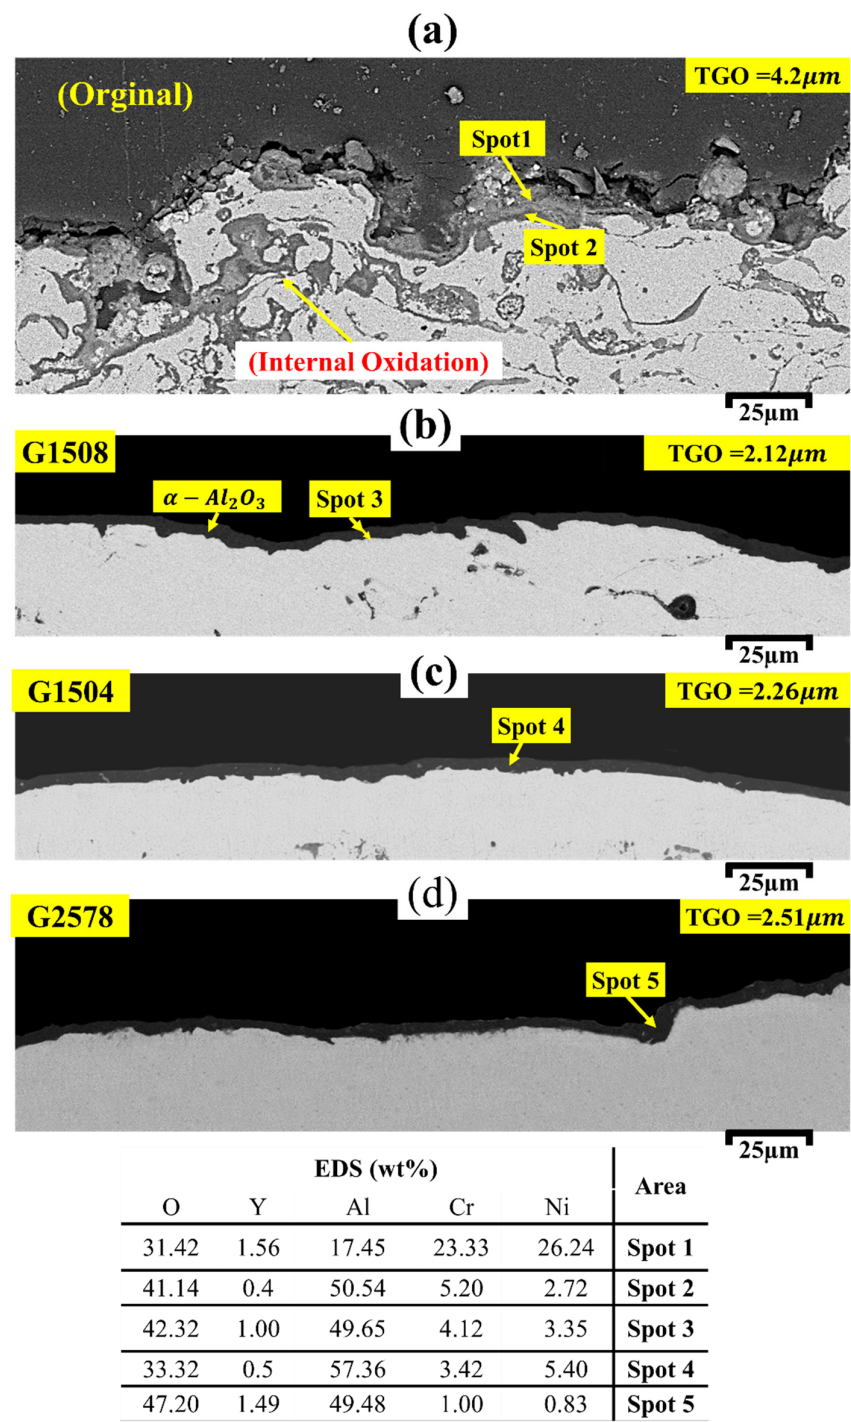 (a)
(Orginal)
TGO =4.2μm
Spot1
Spot 2
(Internal Oxidation)
25μm
(b)
G1508
TGO =2.12μm
α − Al₂O₃
Spot 3
25μm
(c)
G1504
TGO =2.26μm
Spot 4
25μm
(d)
G2578
TGO =2.51μm
Spot 5
25μm
EDS (wt%) Area
O Y Al Cr Ni
31.42 1.56 17.45 23.33 26.24 Spot 1
41.14 0.4 50.54 5.20 2.72 Spot 2
42.32 1.00 49.65 4.12 3.35 Spot 3
33.32 0.5 57.36 3.42 5.40 Spot 4
47.20 1.49 49.48 1.00 0.83 Spot 5